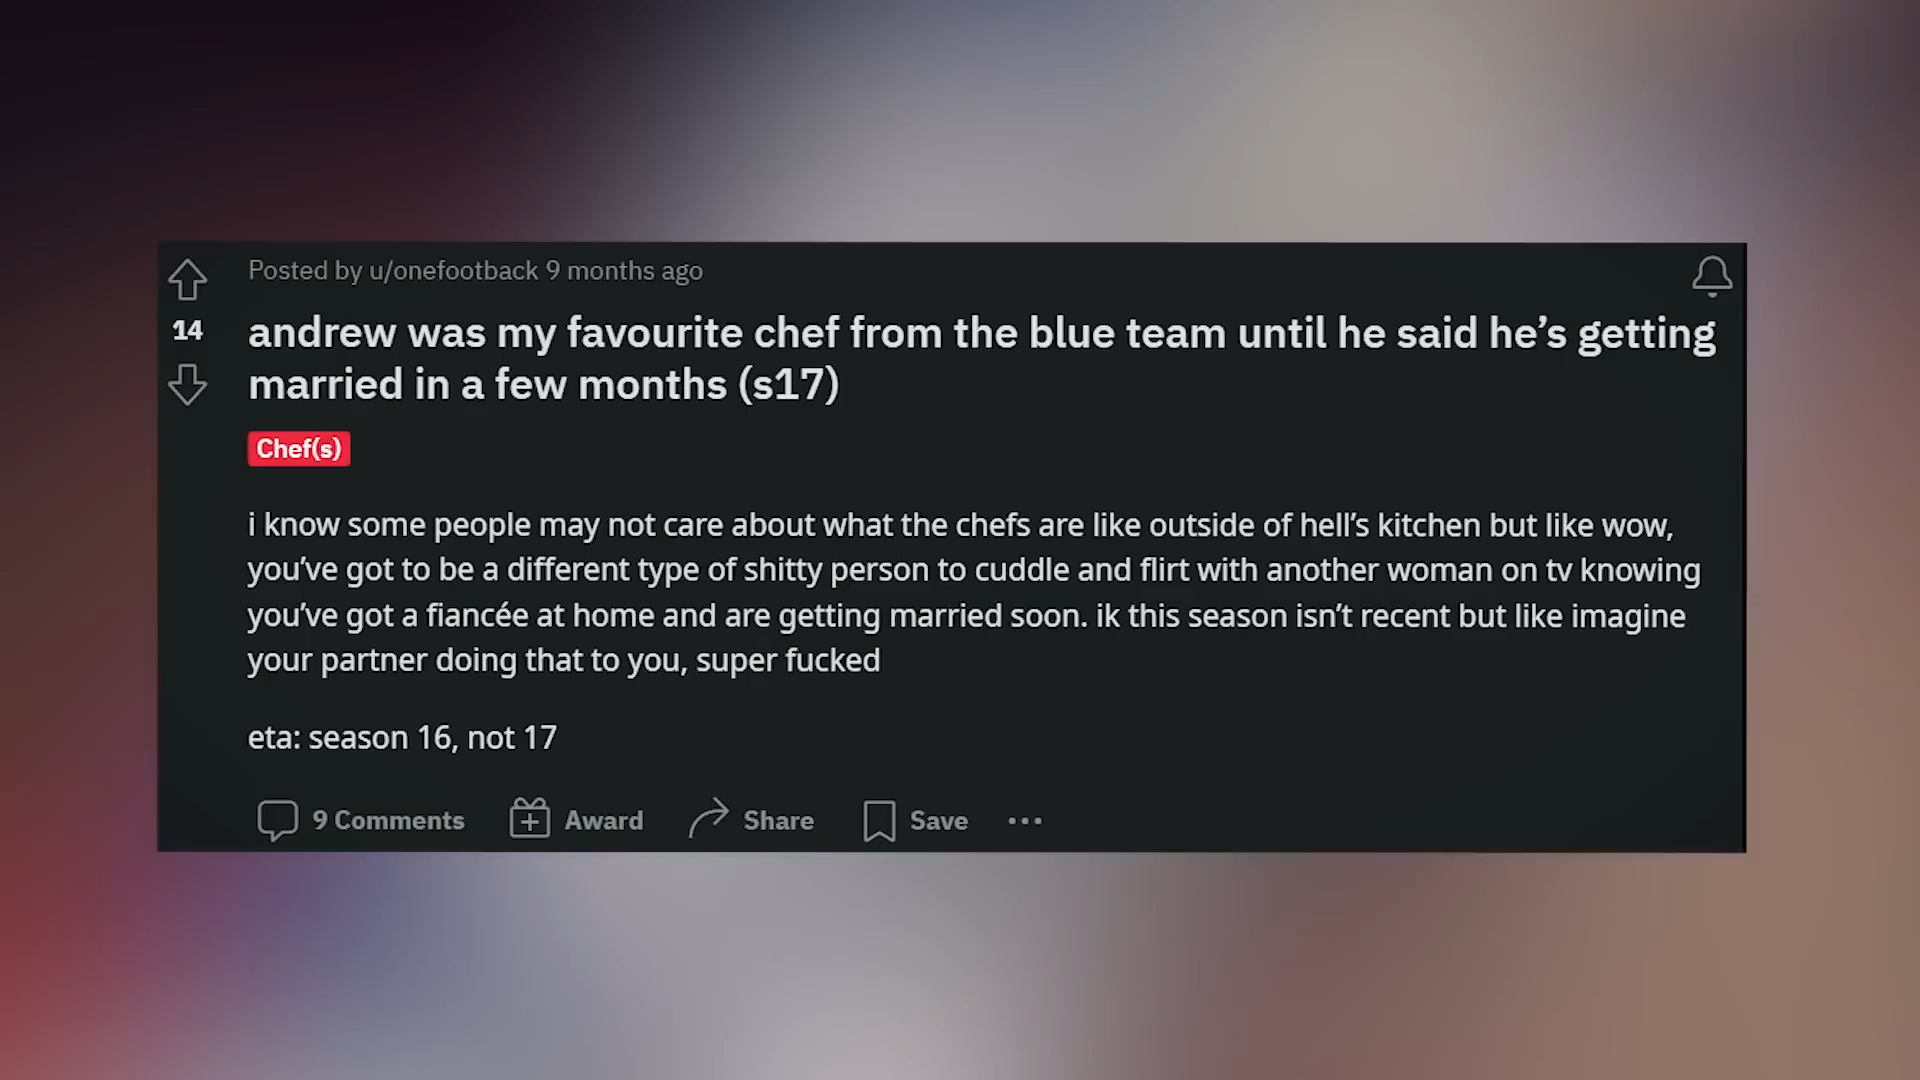 Posted by u/onefootback 9 months ago
14
andrew was my favourite chef from the blue team until he said he’s getting
married in a few months (s17)
Chef(s)
i know some people may not care about what the chefs are like outside of hell’s kitchen but like wow,
you’ve got to be a different type of shitty person to cuddle and flirt with another woman on tv knowing
you’ve got a fiancée at home and are getting married soon. ik this season isn’t recent but like imagine
your partner doing that to you, super fucked
eta: season 16, not 17
9 Comments Award Share Save